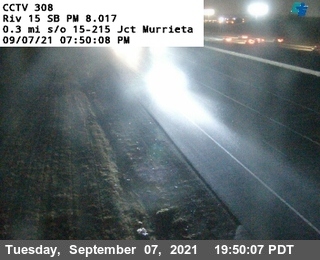 CCTV 308
Riv 15 SB PM 8.017
0.3 mi s/o 15-215 Jct Murrieta
09/07/21 07:50:08 PM
Tuesday, September 07, 2021 19:50:07 PDT